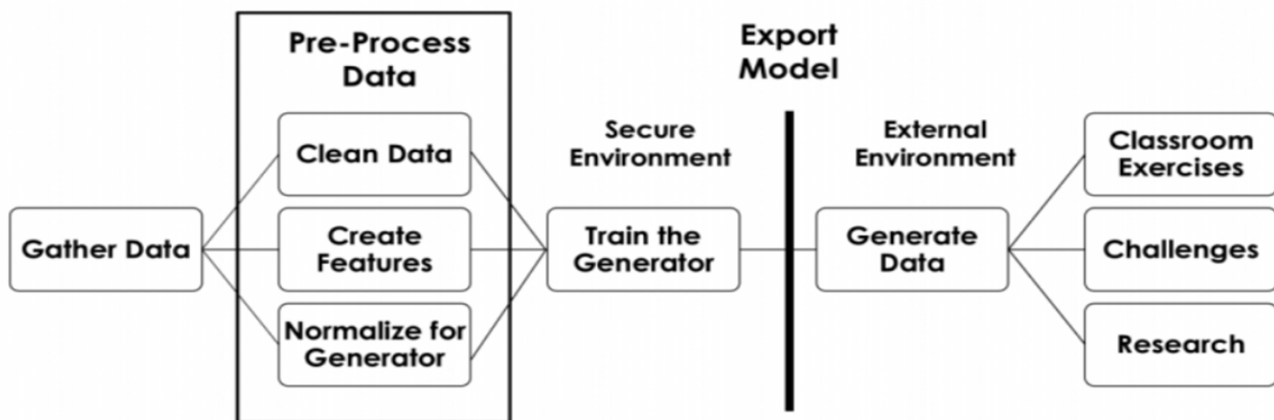 Pre-Process
Data
Export
Model
Clean Data
Secure
Environment
External
Environment
Classroom
Exercises
Gather Data
Create
Features
Train the
Generator
Generate
Data
Challenges
Normalize for
Generator
Research